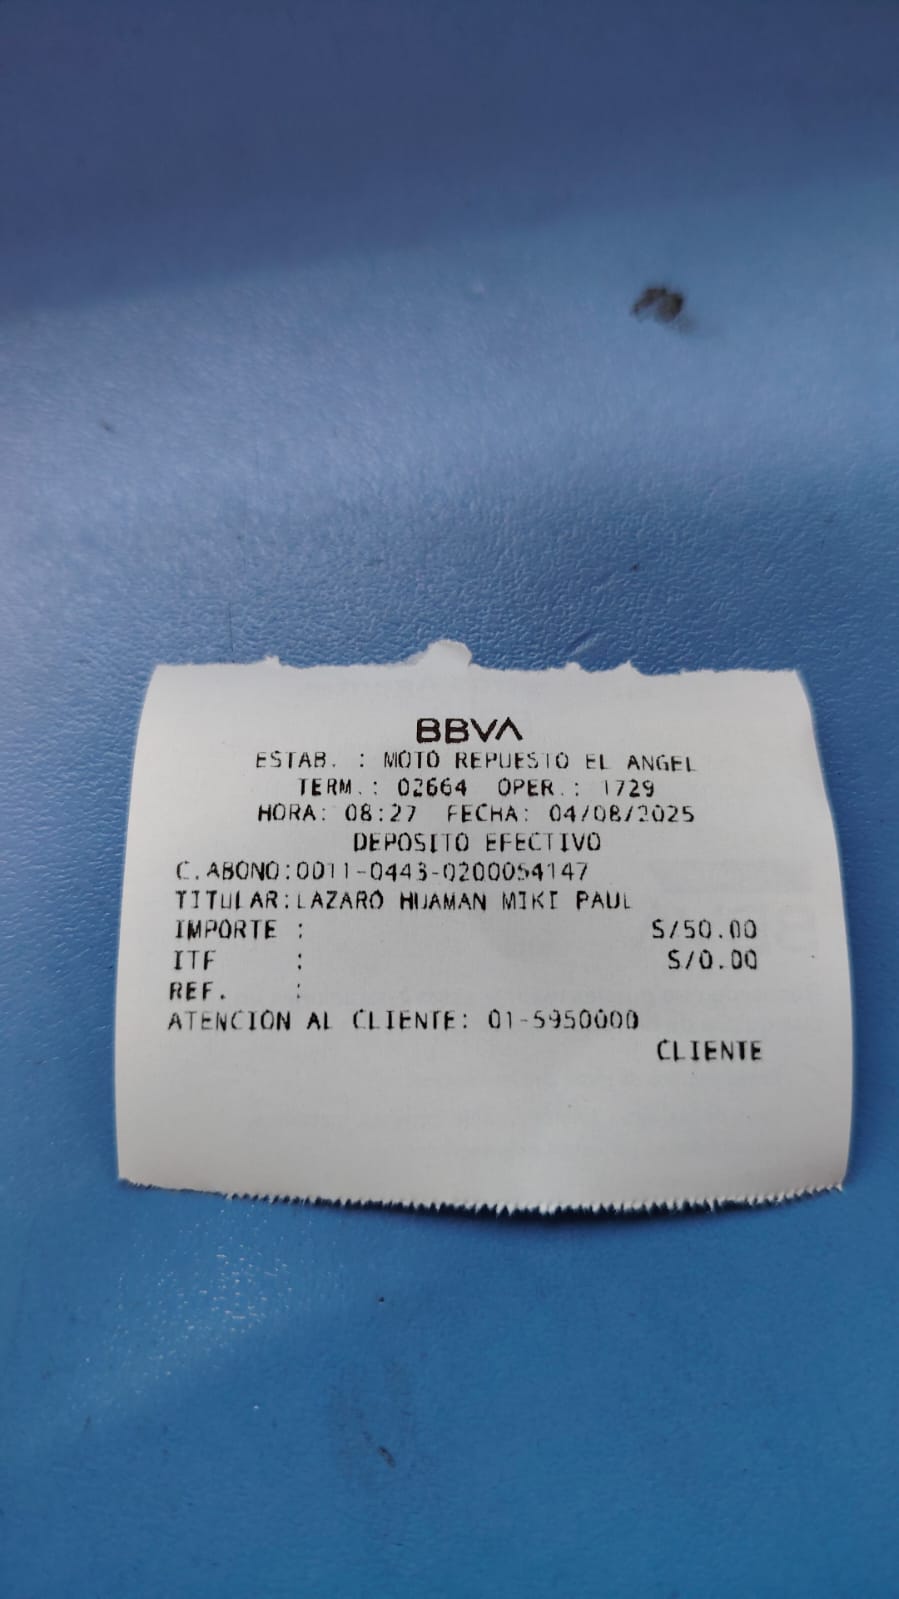 BBVA
ESTAB. : MOTO REPUESTO EL ANGEL
TERM.: 02664 OPER.: 1729
HORA: 08:27 FECHA: 04/08/2025
DEPOSITO EFECTIVO
C.ABONO:0011-0443-0200054147
TITULAR:LAZARO HUAMAN MIKI PAUL
IMPORTE : S/50.00
ITF : S/0.00
REF. :
ATENCION AL CLIENTE: 01-5950000
CLIENTE